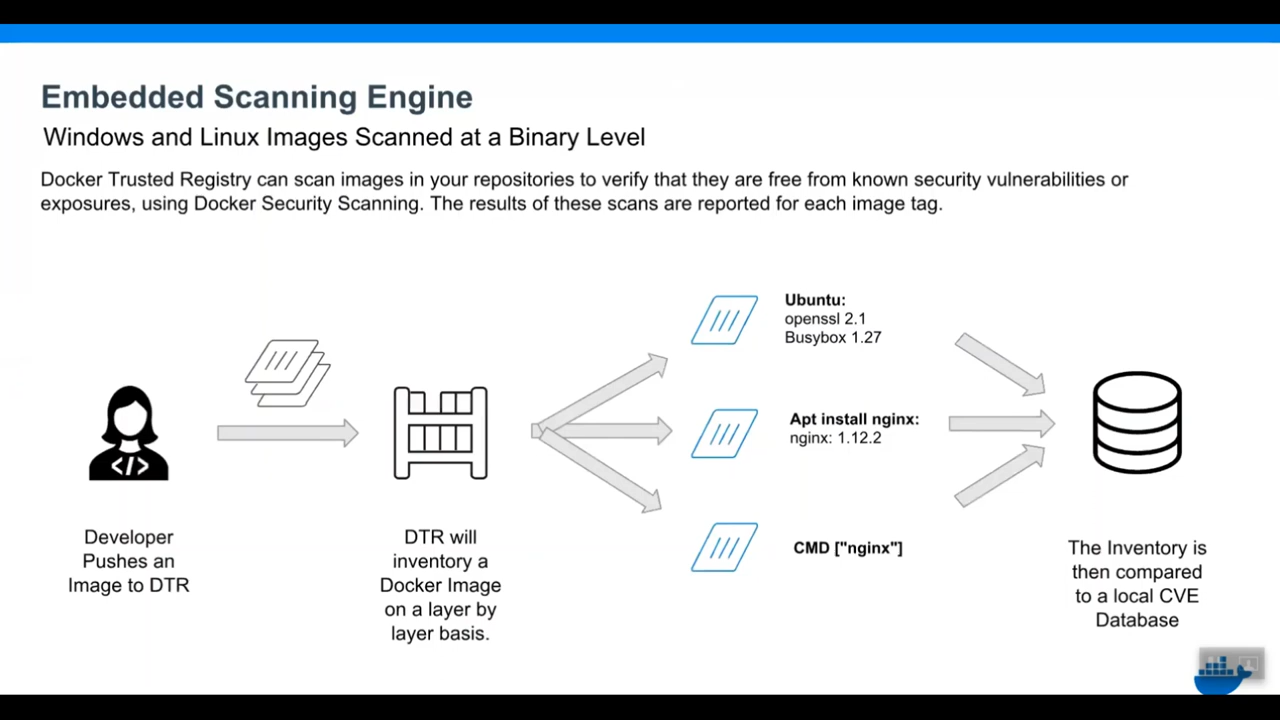 Embedded Scanning Engine
Windows and Linux Images Scanned at a Binary Level
Docker Trusted Registry can scan images in your repositories to verify that they are free from known security vulnerabilities or
exposures, using Docker Security Scanning. The results of these scans are reported for each image tag.
Ubuntu:
openssl 2.1
Busybox 1.27
Apt install nginx:
nginx: 1.12.2
CMD ["nginx"]
</>
Developer
Pushes an
Image to DTR
DTR will
inventory a
Docker Image
on a layer by
layer basis.
The Inventory is
then compared
to a local CVE
Database